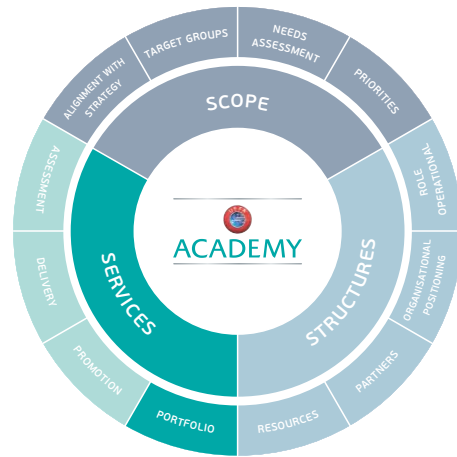 TARGET GROUPS
NEEDS
ASSESSMENT
PRIORITIES
ROLE
OPERATIONAL
ORGANISATIONAL
POSITIONING
PARTNERS
RESOURCES
PORTFOLIO
PROMOTION
DELIVERY
ASSESSMENT
ALIGNMENT WITH
STRATEGY
SCOPE
STRUCTURES
SERVICES
UEFA
ACADEMY